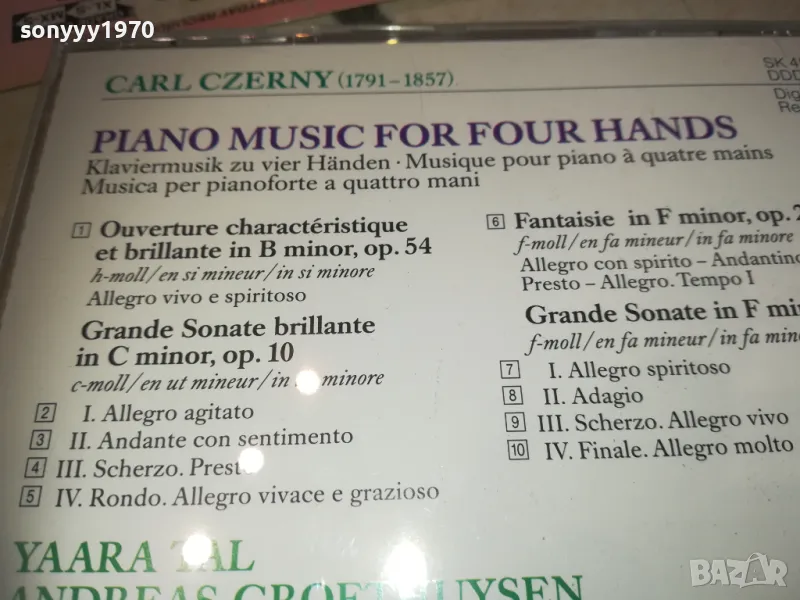 sonyyy1970
CARL CZERNY (1791–1857)
DDD
PIANO MUSIC FOR FOUR HANDS
Klaviermusik zu vier Händen · Musique pour piano à quatre mains
Musica per pianoforte a quattro mani
1 Ouverture charactéristique
et brillante in B minor, op. 54
h-moll/en si mineur/in si minore
Allegro vivo e spiritoso
Grande Sonate brillante
in C minor, op. 10
c-moll/en ut mineur/in minore
2 I. Allegro agitato
3 II. Andante con sentimento
4 III. Scherzo.
5 IV. Rondo. Allegro vivace e grazioso
6 Fantaisie in F minor, op.
f-moll/en fa mineur/in fa minore
Allegro con spirito – Andantino
Presto – Allegro. Tempo I
Grande Sonate in F
f-moll/en fa mineur/in fa
7 I. Allegro spiritoso
8 II. Adagio
9 III. Scherzo. Allegro vivo
10 IV. Finale. Allegro molto
YAARA TAL
ANDREAS GROETHUYSEN
BAZAR
bg